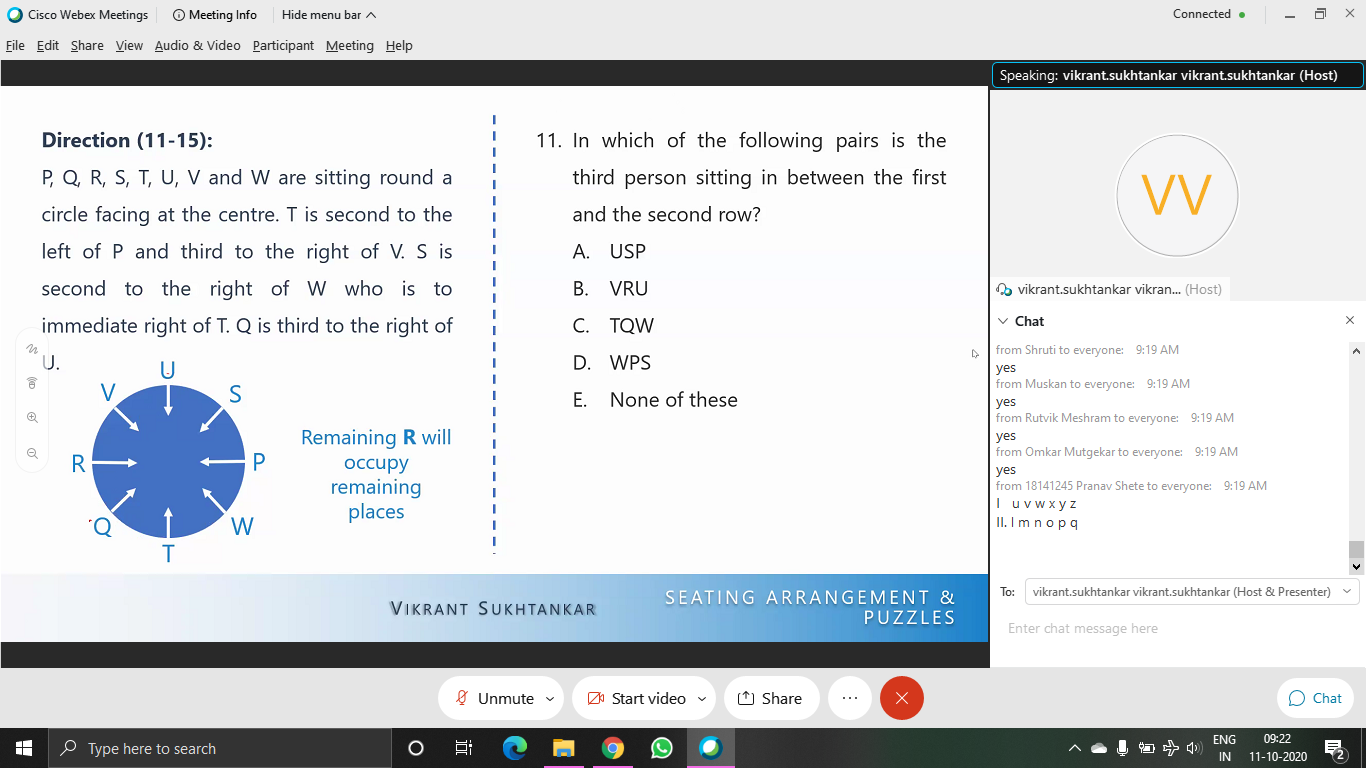 Cisco Webex Meetings
Meeting Info
Hide menu bar
Connected
File Edit Share View Audio & Video Participant Meeting Help
Speaking: vikrant.sukhtankar vikrant.sukhtankar (Host)
Direction (11-15):
P, Q, R, S, T, U, V and W are sitting round a
circle facing at the centre. T is second to the
left of P and third to the right of V. S is
second to the right of W who is to
immediate right of T. Q is third to the right of
U.
U
V
S
R
P
Q
W
T
Remaining R will
occupy
remaining
places
11. In which of the following pairs is the
third person sitting in between the first
and the second row?
A. USP
B. VRU
C. TQW
D. WPS
E. None of these
VIKRANT SUKHTANKAR
SEATING ARRANGEMENT &
PUZZLES
VV
vikrant.sukhtankar vikran... (Host)
Chat
from Shruti to everyone: 9:19 AM
yes
from Muskan to everyone: 9:19 AM
yes
from Rutvik Meshram to everyone: 9:19 AM
yes
from Omkar Mutgekar to everyone: 9:19 AM
yes
from 18141245 Pranav Shete to everyone: 9:19 AM
I u v w x y z
II. l m n o p q
To: vikrant.sukhtankar vikrant.sukhtankar (Host & Presenter)
Enter chat message here
Unmute
Start video
Share
Chat
Type here to search
ENG
IN
09:22
11-10-2020
2